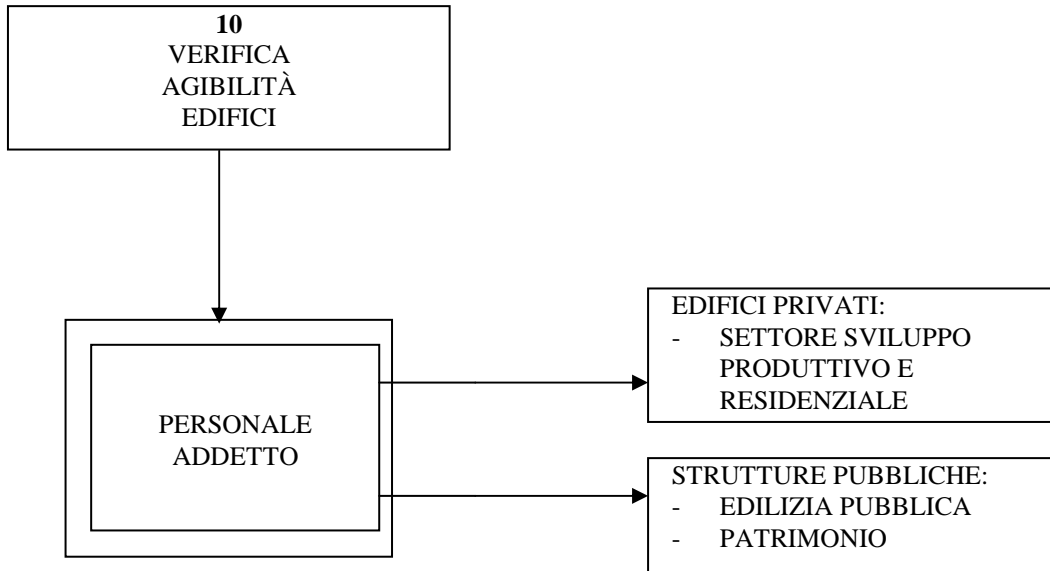 10
VERIFICA
AGIBILITÀ
EDIFICI
PERSONALE
ADDETTO
EDIFICI PRIVATI:
- SETTORE SVILUPPO
PRODUTTIVO E
RESIDENZIALE
STRUTTURE PUBBLICHE:
- EDILIZIA PUBBLICA
- PATRIMONIO